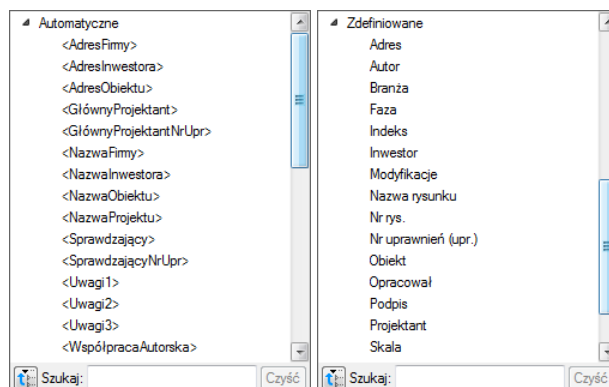 Automatyczne
<AdresFirmy>
<AdresInwestora>
<AdresObiektu>
<GłównyProjektant>
<GłównyProjektantNrUpr>
<NazwaFirmy>
<NazwaInwestora>
<NazwaObiektu>
<NazwaProjektu>
<Sprawdzający>
<SprawdzającyNrUpr>
<Uwagi1>
<Uwagi2>
<Uwagi3>
<WspółpracaAutorska>
Szukaj:
Czyść
Zdefiniowane
Adres
Autor
Branża
Faza
Indeks
Inwestor
Modyfikacje
Nazwa rysunku
Nr rys.
Nr uprawnień (upr.)
Obiekt
Opracował
Podpis
Projektant
Skala
Szukaj:
Czyść